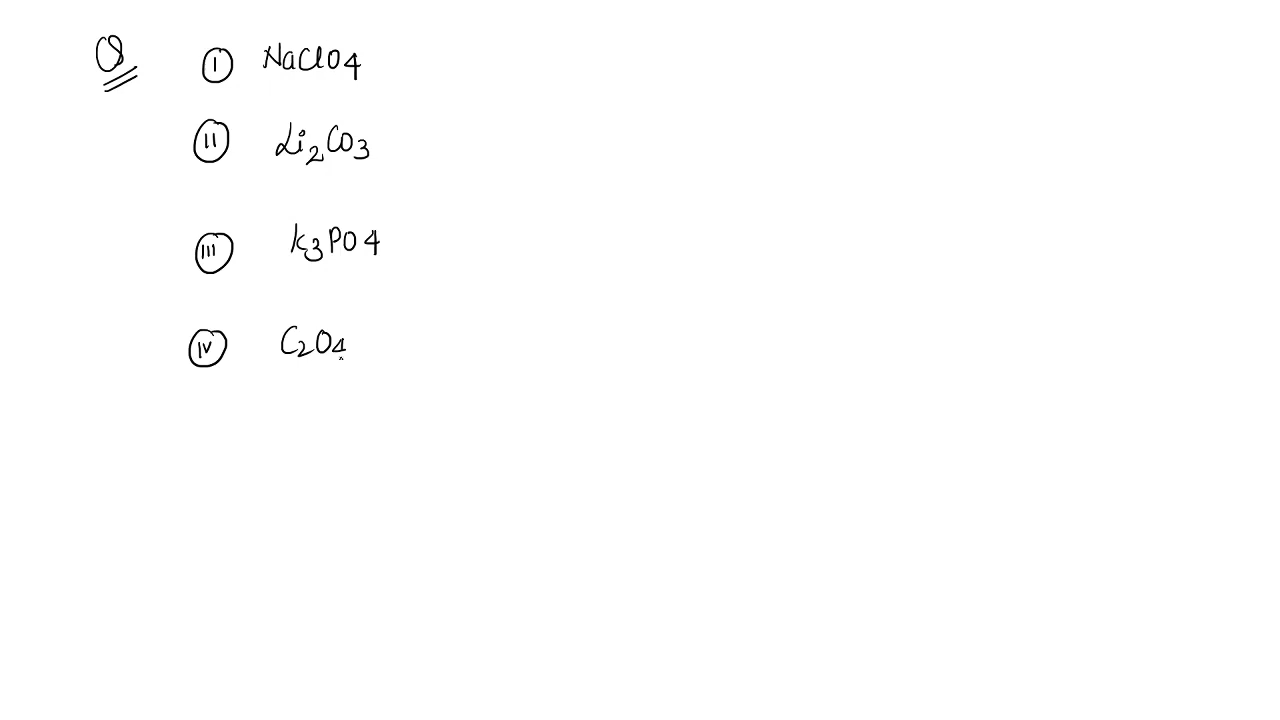 Q (I) NaClO4
(II) Li2CO3
(III) K3PO4
(IV) C2O4